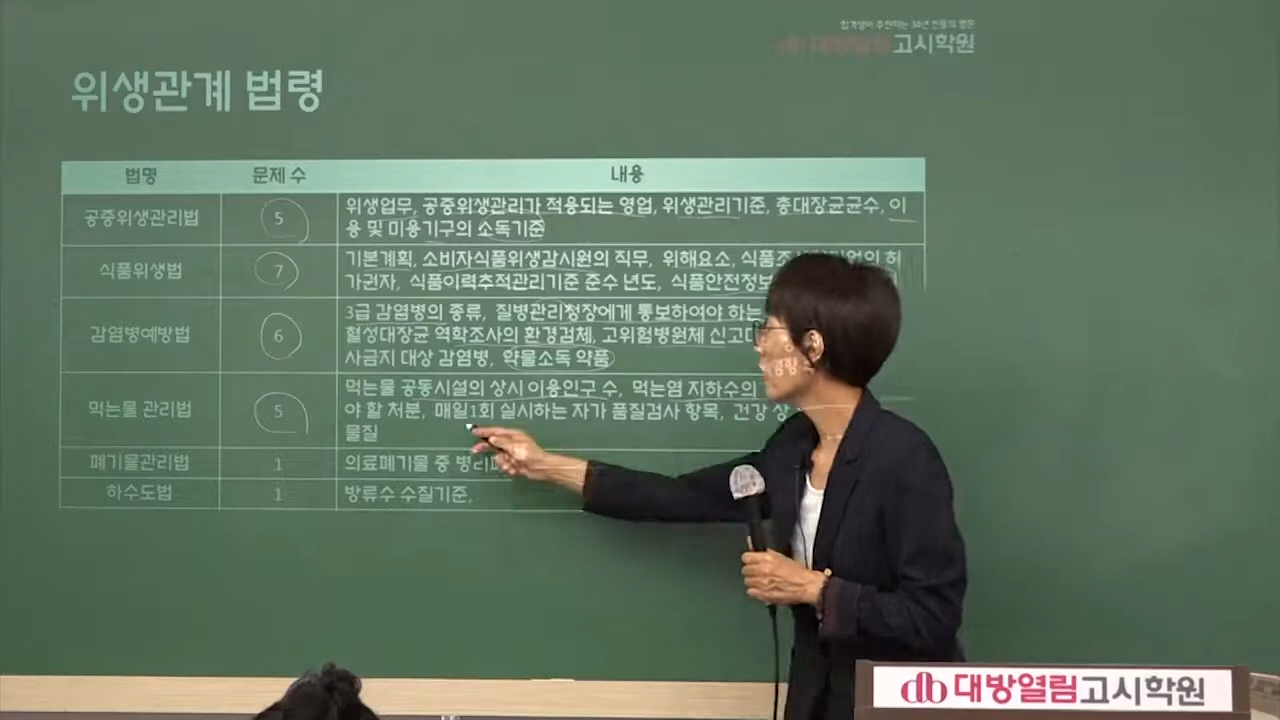 합격생이 추천하는 34년 전통의 명문
대방열림고시학원
위생관계 법령
법명 문제 수 내용
공중위생관리법 5 위생업무, 공중위생관리가 적용되는 영업, 위생관리기준, 총대장균군수, 이
용 및 미용기구의 소독기준
식품위생법 7 기본계획, 소비자식품위생감시원의 직무, 위해요소,
가권자, 식품이력추적관리기준 준수 년도, 식품안전정보
감염병예방법 6 3급 감염병의 종류, 질병관리청장에게 통보하여야 하는
혈성대장균 역학조사의 환경검체, 고위험병원체
사금지 대상 감염병, 약물소독 약품
먹는물 관리법 5 먹는물 공동시설의 상시 이용인구 수, 먹는염 지하수의
야 할 처분, 매일1회 실시하는 자가 품질검사 항목, 건강 상
물질
폐기물관리법 1 의료폐기물 중
하수도법 1 방류수 수질기준,
db 대방열림고시학원